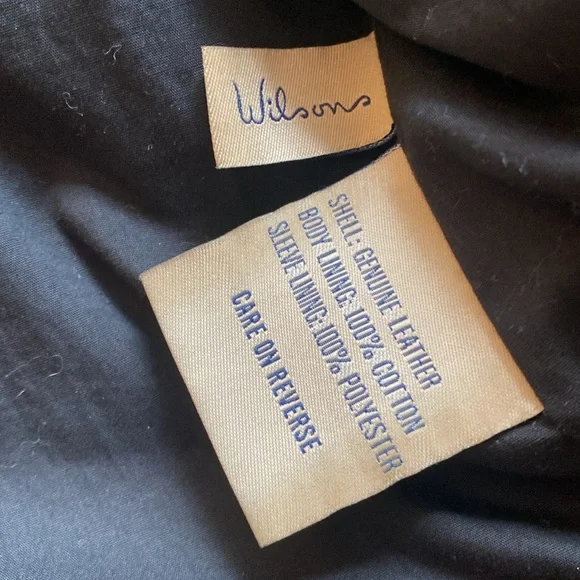 Wilsons
SHELL: GENUINE LEATHER
BODY LINING: 100% COTTON
SLEEVE LINING: 100% POLYESTER
CARE ON REVERSE